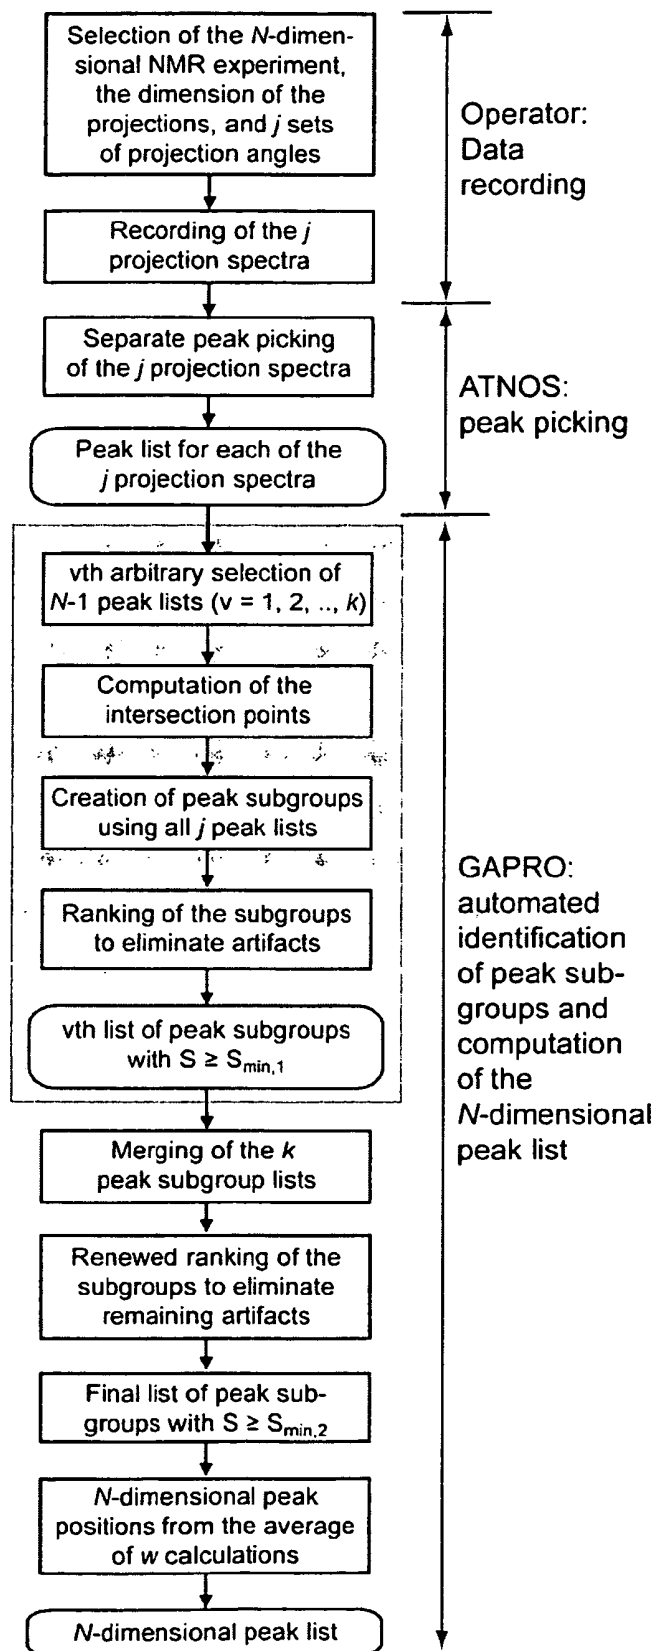 Selection of the N-dimen-
sional NMR experiment,
the dimension of the
projections, and j sets
of projection angles
Operator:
Data
recording
Recording of the j
projection spectra
Separate peak picking
of the j projection spectra
ATNOS:
peak picking
Peak list for each of the
j projection spectra
vth arbitrary selection of
N-1 peak lists (v = 1, 2, .., k)
Computation of the
intersection points
Creation of peak subgroups
using all j peak lists
Ranking of the subgroups
to eliminate artifacts
vth list of peak subgroups
with S ≥ Smin,1
GAPRO:
automated
identification
of peak sub-
groups and
computation
of the
N-dimensional
peak list
Merging of the k
peak subgroup lists
Renewed ranking of the
subgroups to eliminate
remaining artifacts
Final list of peak sub-
groups with S ≥ Smin,2
N-dimensional peak
positions from the average
of w calculations
N-dimensional peak list